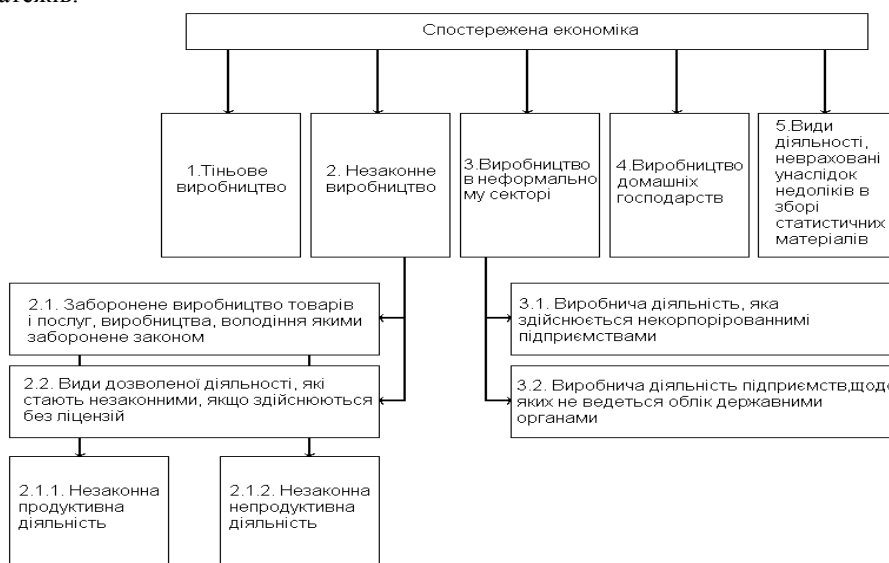 Спостережена економіка
1.Тіньове
виробництво
2. Незаконне
виробництво
3.Виробництво
в неформально
му секторі
4.Виробництво
домашніх
господарств
5.Види
діяльності,
невраховані
унаслідок
недоліків в
зборі
статистичних
матеріалів
2.1. Заборонене виробництво товарів
і послуг, виробництва, володіння якими
заборонене законом
3.1. Виробнича діяльність, яка
здійснюється некорпорірованнимі
підприємствами
2.2. Види дозволеної діяльності, які
стають незаконними, якщо здійснюються
без ліцензій
3.2. Виробнича діяльність підприємств,щодо
яких не ведеться облік державними
органами
2.1.1. Незаконна
продуктивна
діяльність
2.1.2. Незаконна
непродуктивна
діяльність